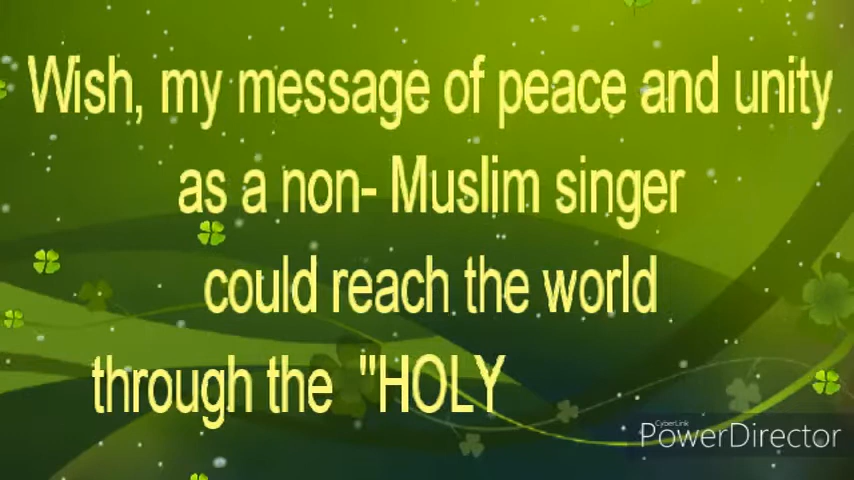 Wish, my message of peace and unity
as a non- Muslim singer
could reach the world
through the "HOLY
CyberLink
PowerDirector